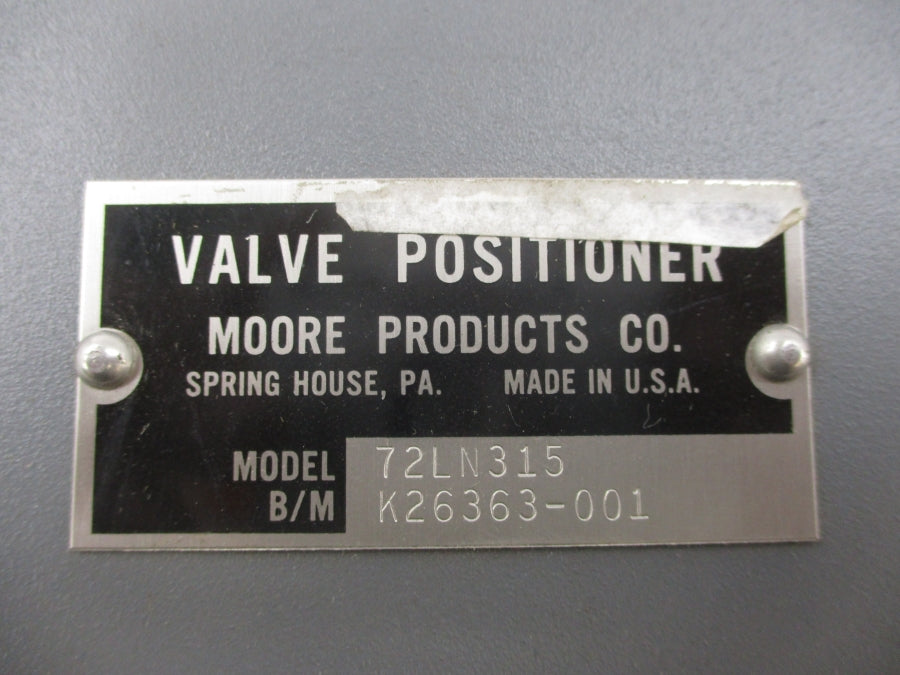 VALVE POSITIONER
MOORE PRODUCTS CO.
SPRING HOUSE, PA. MADE IN U.S.A.
MODEL 72LN315
B/M K26363-001